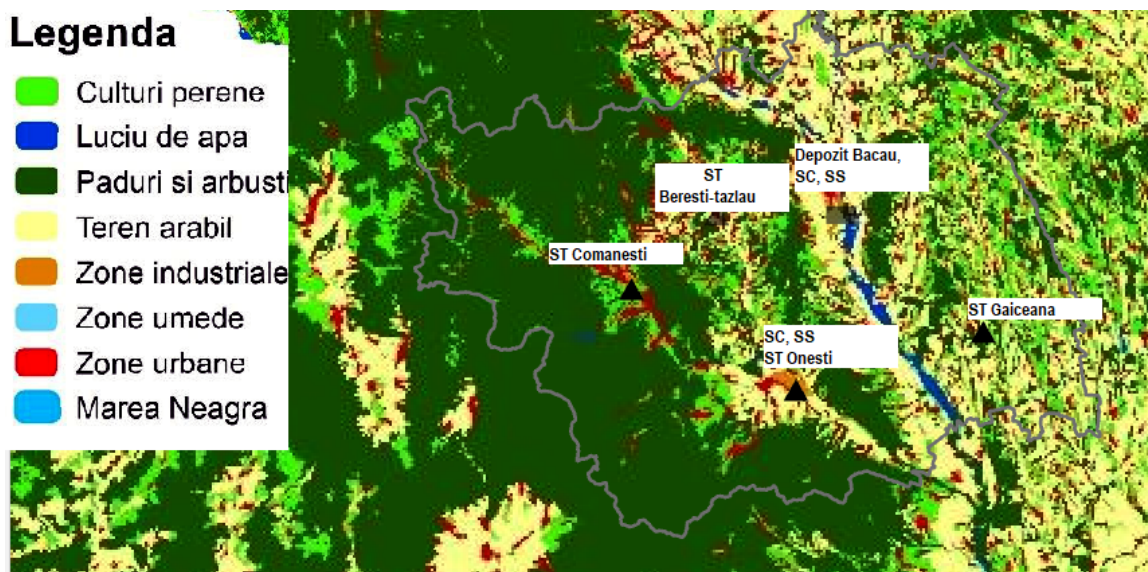 Legenda
Culturi perene
Luciu de apa
Paduri si arbusti
Teren arabil
Zone industriale
Zone umede
Zone urbane
Marea Neagra
ST
Beresti-tazlau
Depozit Bacau,
SC, SS
ST Comanesti
ST Gaiceana
SC, SS
ST Onesti